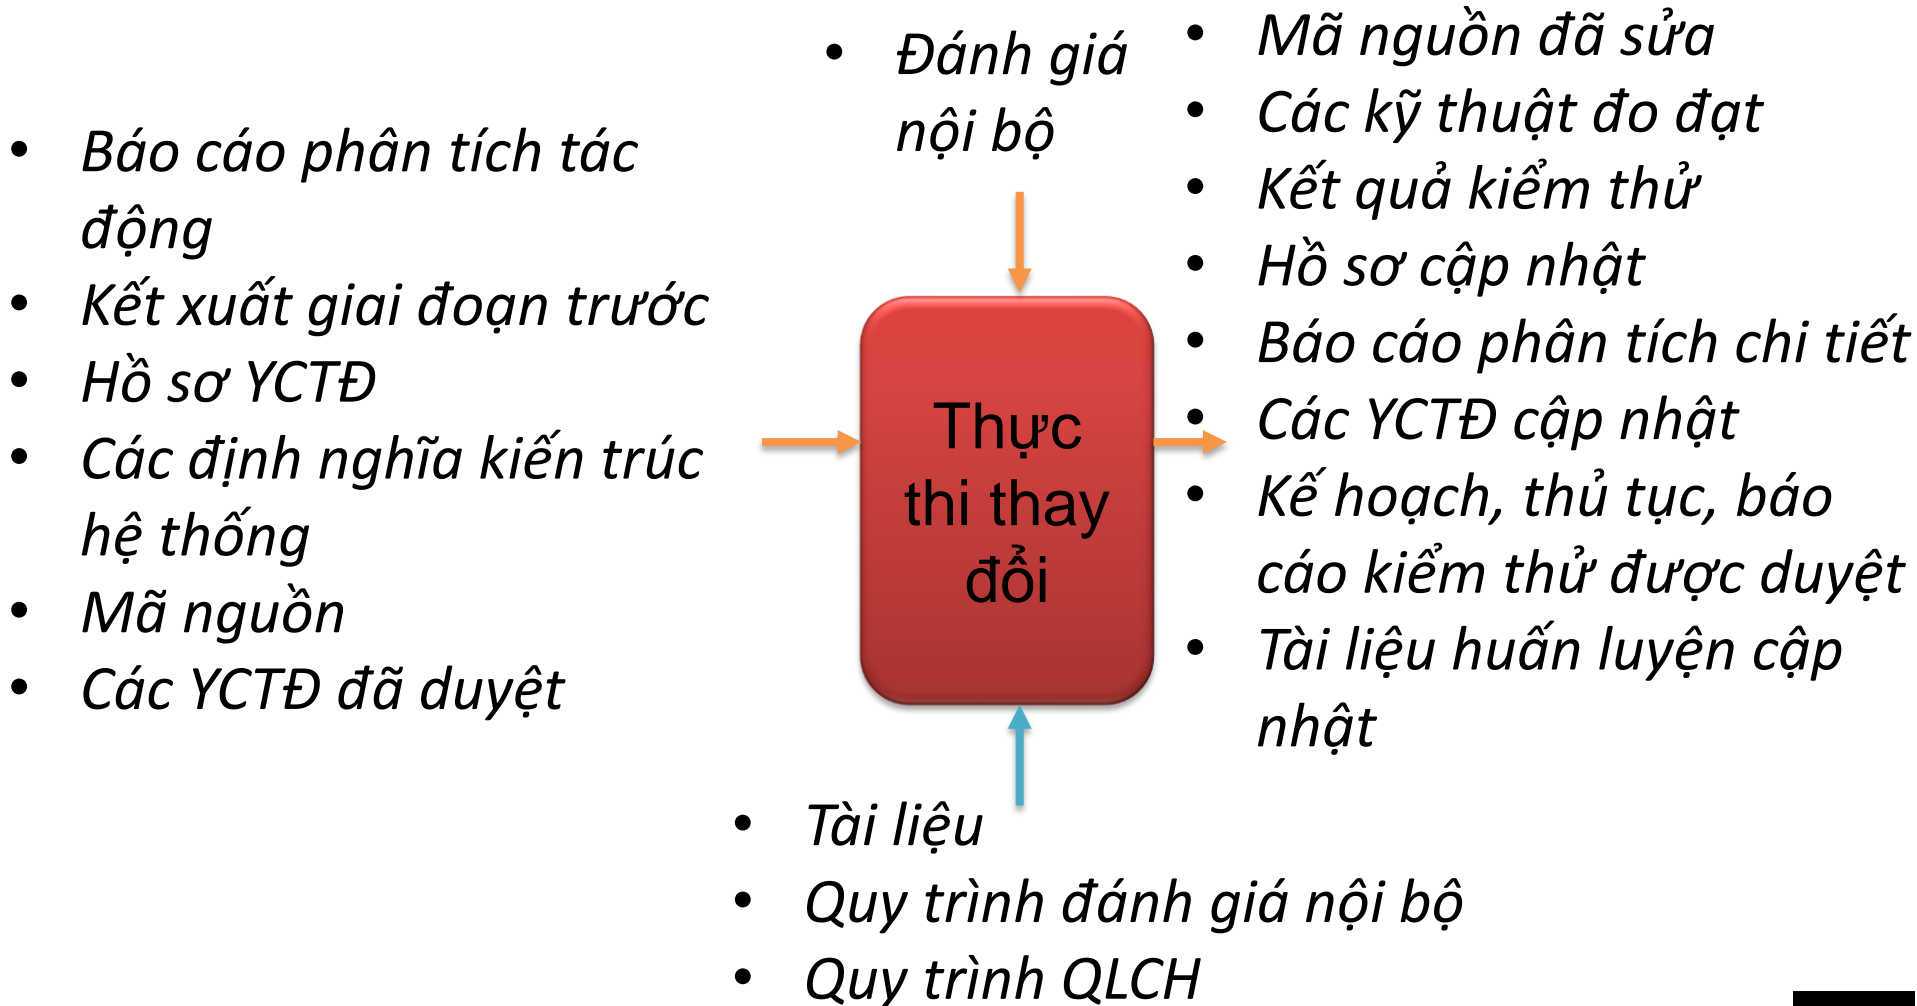 • Báo cáo phân tích tác
động
• Kết xuất giai đoạn trước
• Hồ sơ YCTĐ
• Các định nghĩa kiến trúc
hệ thống
• Mã nguồn
• Các YCTĐ đã duyệt
• Đánh giá
nội bộ
Thực
thi thay
đổi
• Mã nguồn đã sửa
• Các kỹ thuật đo đạt
• Kết quả kiểm thử
• Hồ sơ cập nhật
• Báo cáo phân tích chi tiết
• Các YCTĐ cập nhật
• Kế hoạch, thủ tục, báo
cáo kiểm thử được duyệt
• Tài liệu huấn luyện cập
nhật
• Tài liệu
• Quy trình đánh giá nội bộ
• Quy trình QLCH